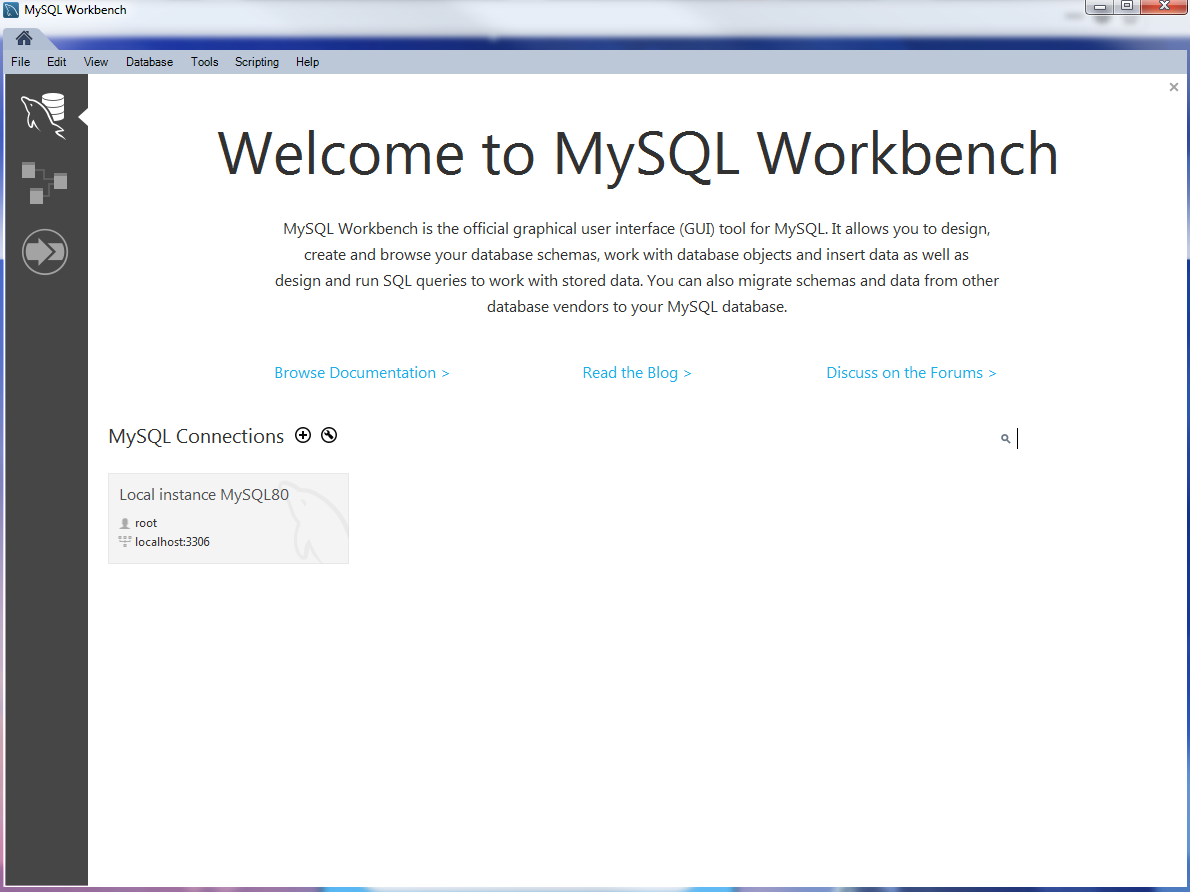 MySQL Workbench
File Edit View Database Tools Scripting Help
Welcome to MySQL Workbench
MySQL Workbench is the official graphical user interface (GUI) tool for MySQL. It allows you to design,
create and browse your database schemas, work with database objects and insert data as well as
design and run SQL queries to work with stored data. You can also migrate schemas and data from other
database vendors to your MySQL database.
Browse Documentation > Read the Blog > Discuss on the Forums >
MySQL Connections
Local instance MySQL80
root
localhost:3306